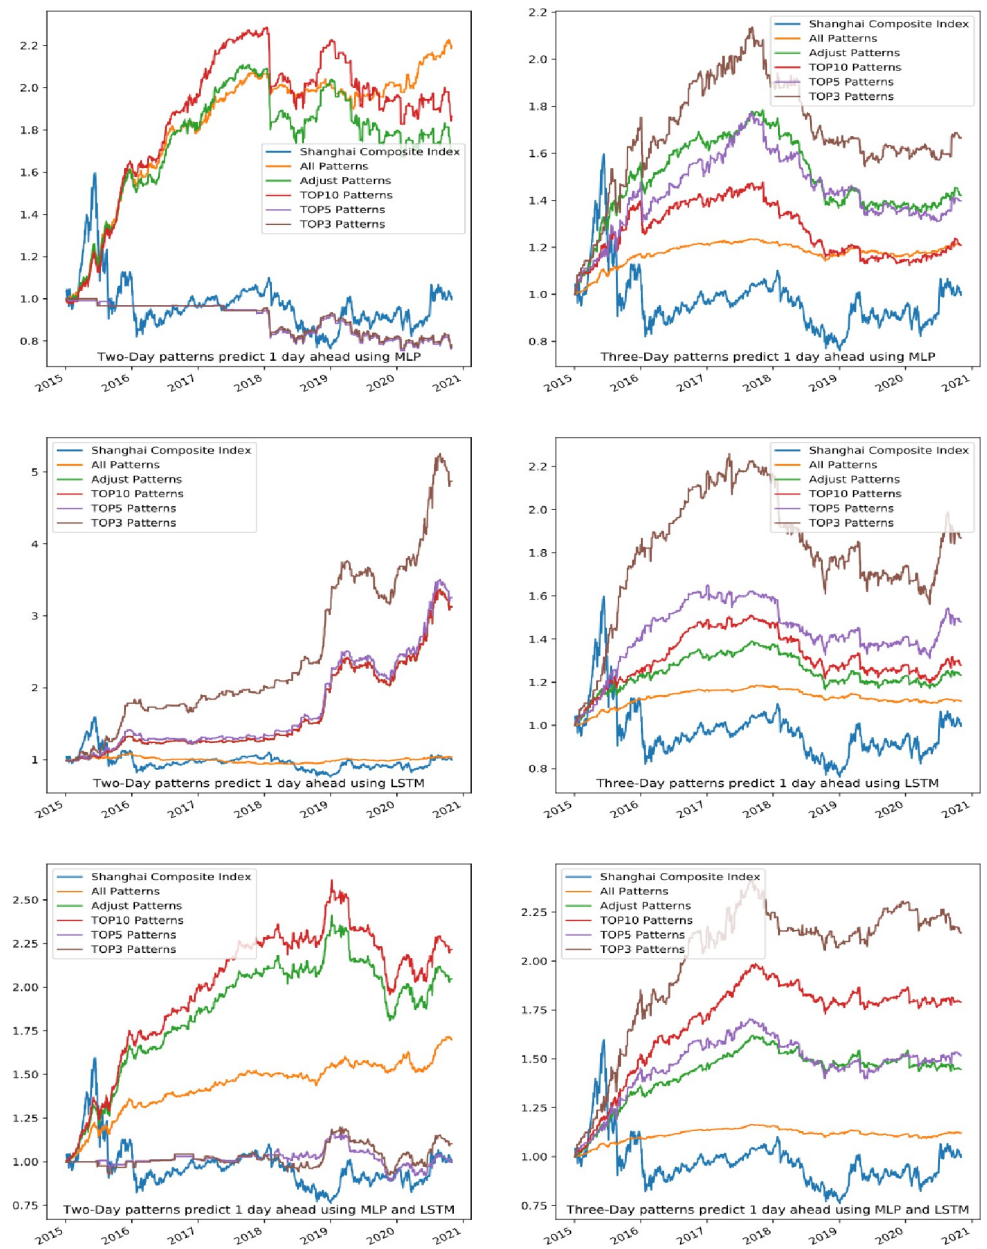 2.2
2.0
1.8
1.6
1.4
1.2
1.0
0.8
Shanghai Composite Index
All Patterns
Adjust Patterns
TOP10 Patterns
TOP5 Patterns
TOP3 Patterns
Two-Day patterns predict 1 day ahead using MLP
2015
2016
2017
2018
2019
2020
2021
2.2
2.0
1.8
1.6
1.4
1.2
1.0
0.8
Shanghai Composite Index
All Patterns
Adjust Patterns
TOP10 Patterns
TOP5 Patterns
TOP3 Patterns
Three-Day patterns predict 1 day ahead using MLP
2015
2016
2017
2018
2019
2020
2021
5
4
3
2
1
Shanghai Composite Index
All Patterns
Adjust Patterns
TOP10 Patterns
TOP5 Patterns
TOP3 Patterns
Two-Day patterns predict 1 day ahead using LSTM
2015
2016
2017
2018
2019
2020
2021
2.2
2.0
1.8
1.6
1.4
1.2
1.0
0.8
Shanghai Composite Index
All Patterns
Adjust Patterns
TOP10 Patterns
TOP5 Patterns
TOP3 Patterns
Three-Day patterns predict 1 day ahead using LSTM
2015
2016
2017
2018
2019
2020
2021
2.50
2.25
2.00
1.75
1.50
1.25
1.00
0.75
Shanghai Composite Index
All Patterns
Adjust Patterns
TOP10 Patterns
TOP5 Patterns
TOP3 Patterns
Two-Day patterns predict 1 day ahead using MLP and LSTM
2015
2016
2017
2018
2019
2020
2021
2.25
2.00
1.75
1.50
1.25
1.00
0.75
Shanghai Composite Index
All Patterns
Adjust Patterns
TOP10 Patterns
TOP5 Patterns
TOP3 Patterns
Three-Day patterns predict 1 day ahead using MLP and LSTM
2015
2016
2017
2018
2019
2020
2021